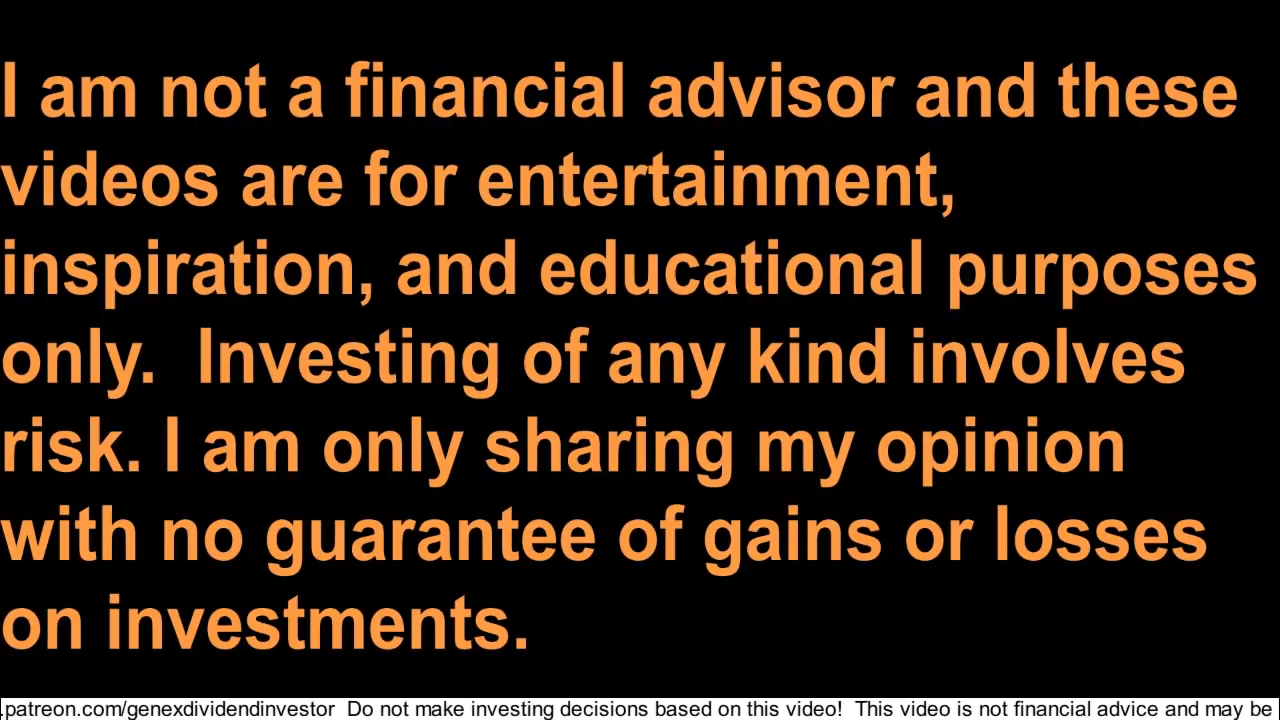 I am not a financial advisor and these
videos are for entertainment,
inspiration, and educational purposes
only.  Investing of any kind involves
risk. I am only sharing my opinion
with no guarantee of gains or losses
on investments.
.patreon.com/genexdividendinvestor  Do not make investing decisions based on this video!  This video is not financial advice and may be